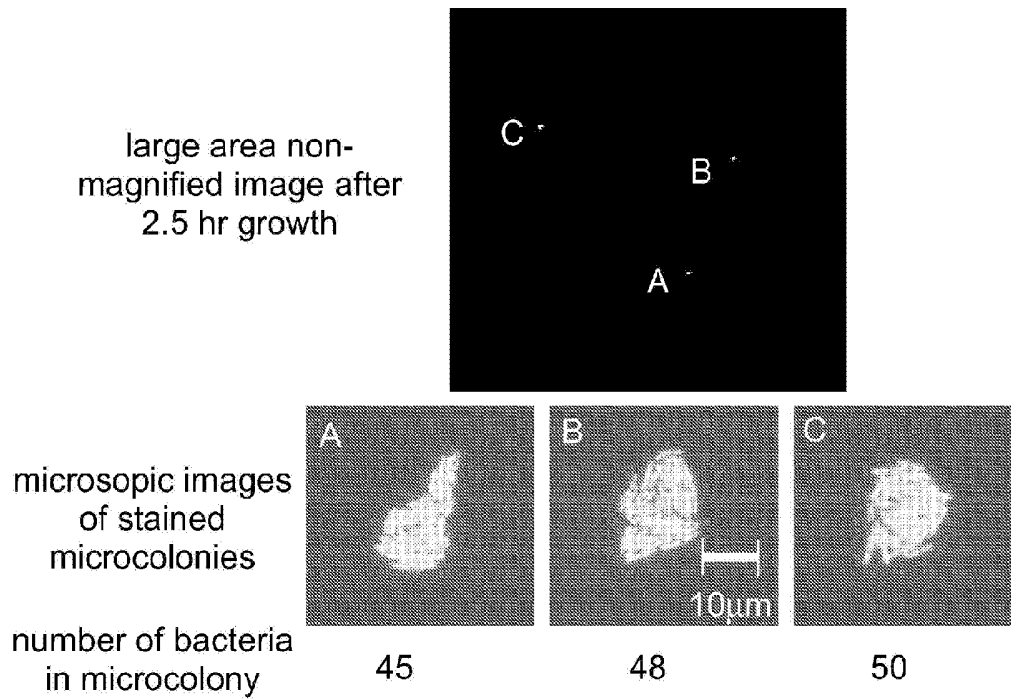 large area non-
magnified image after
2.5 hr growth
C
B
A
A
B
C
10µm
microsopic images
of stained
microcolonies
number of bacteria
in microcolony
45
48
50